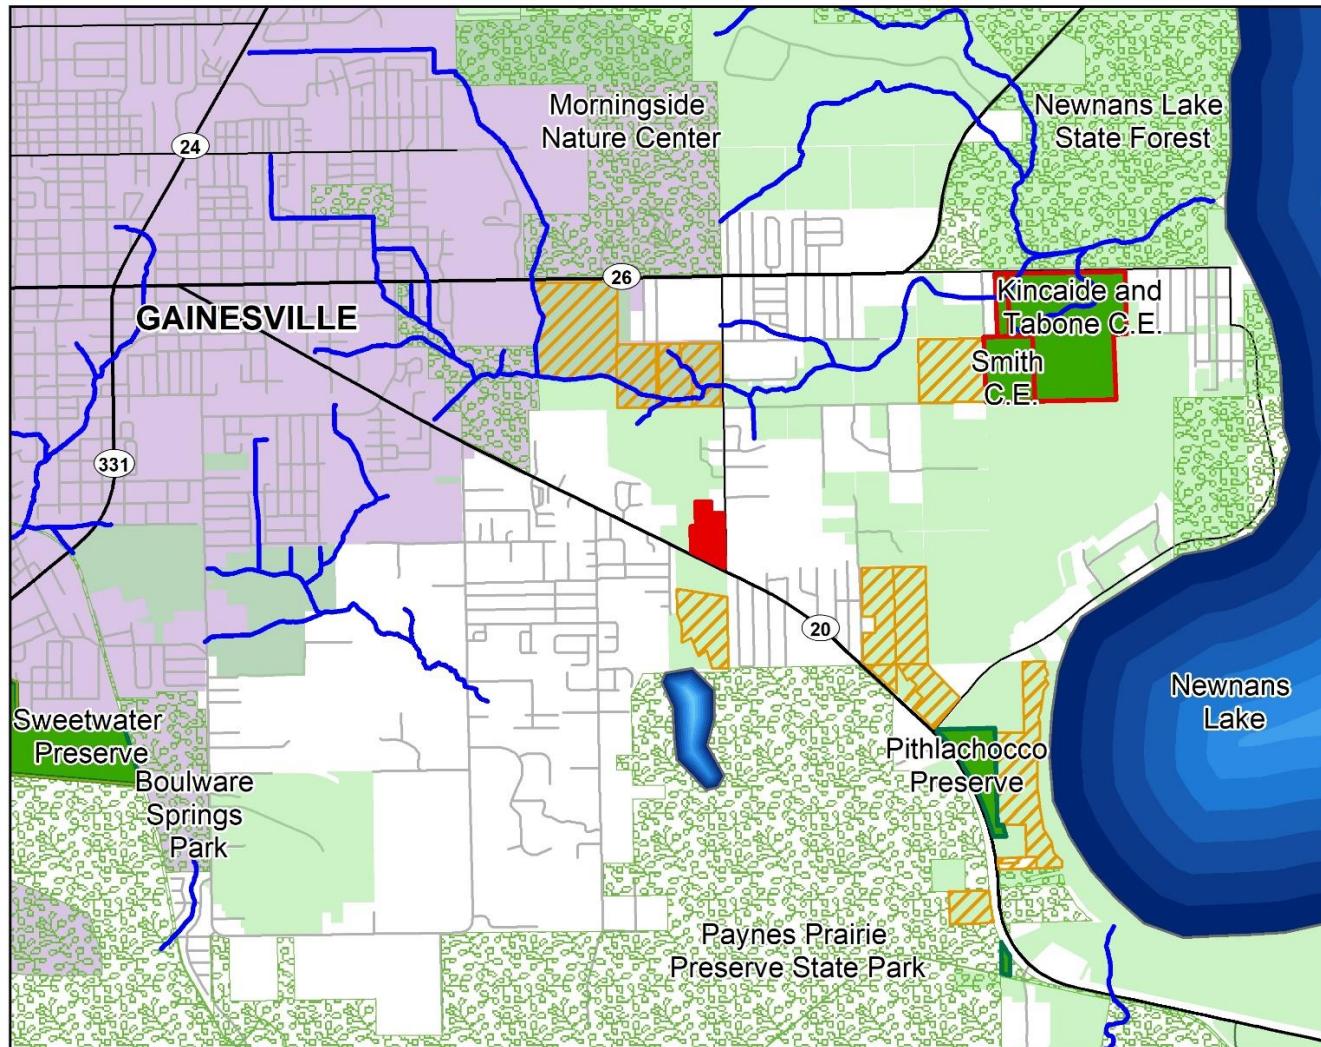 Morningside
Nature Center
Newnans Lake
State Forest
24
26
Kincaide and
Tabone C.E.
GAINESVILLE
Smith
C.E.
331
20
Newnans
Lake
Sweetwater
Preserve
Pithlachocco
Preserve
Boulware
Springs
Park
Paynes Prairie
Preserve State Park